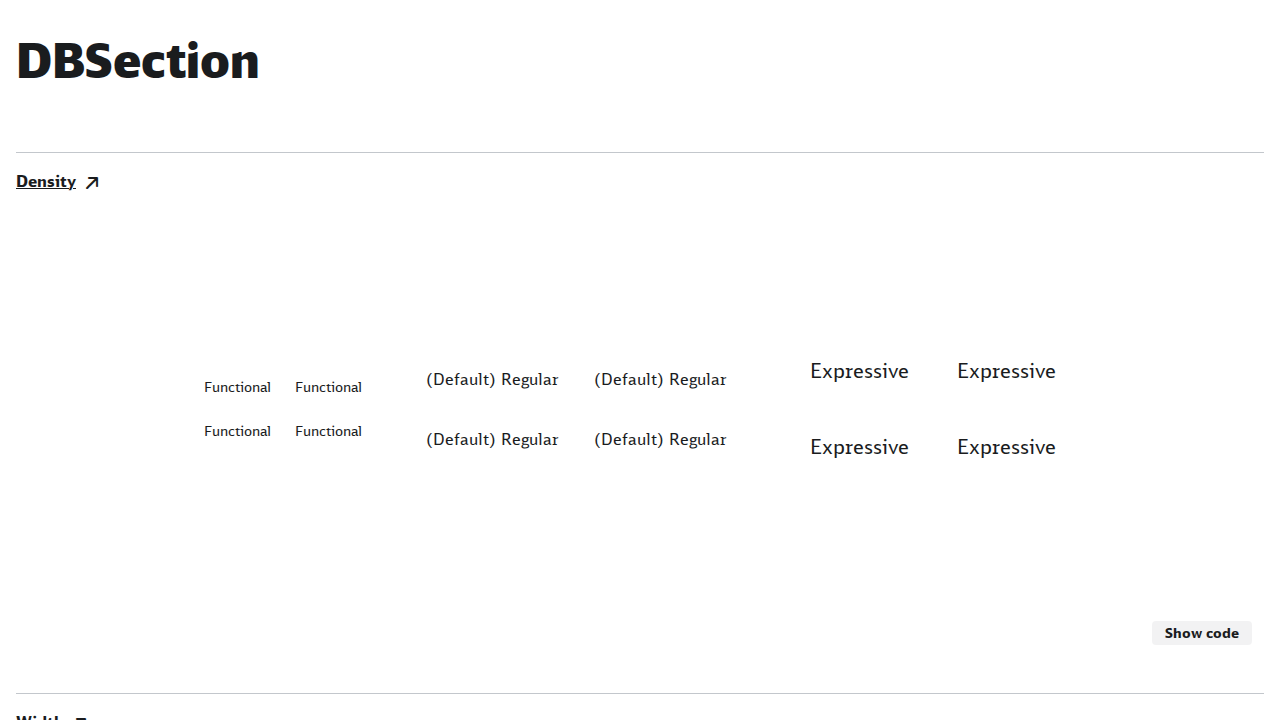 DBSection
Density
Functional Functional (Default) Regular (Default) Regular Expressive Expressive
Functional Functional (Default) Regular (Default) Regular Expressive Expressive
Show code
Width